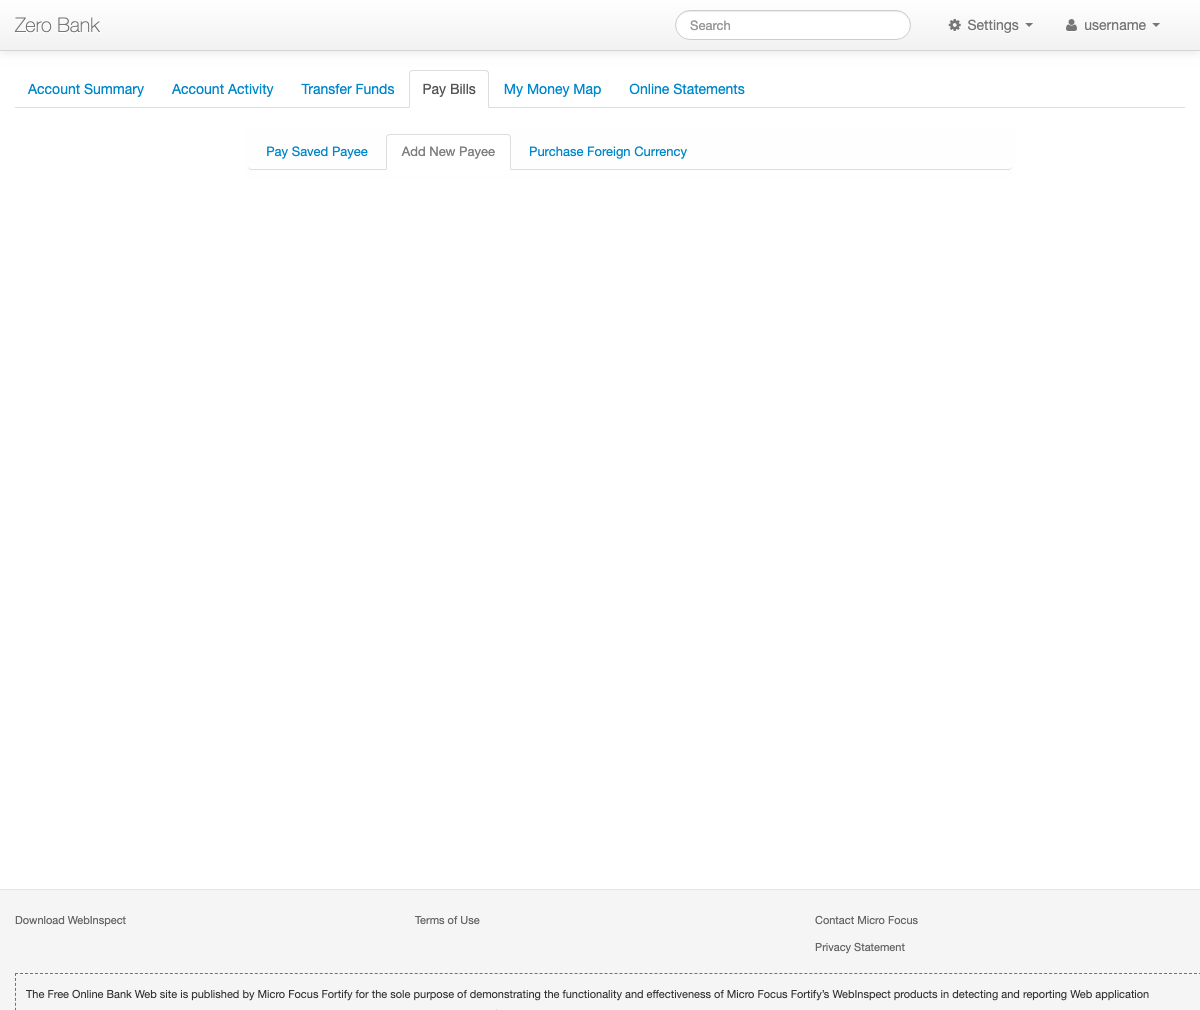 Zero Bank
Search
Settings
username
Account Summary
Account Activity
Transfer Funds
Pay Bills
My Money Map
Online Statements
Pay Saved Payee
Add New Payee
Purchase Foreign Currency
Download WebInspect
Terms of Use
Contact Micro Focus
Privacy Statement
The Free Online Bank Web site is published by Micro Focus Fortify for the sole purpose of demonstrating the functionality and effectiveness of Micro Focus Fortify's WebInspect products in detecting and reporting Web application